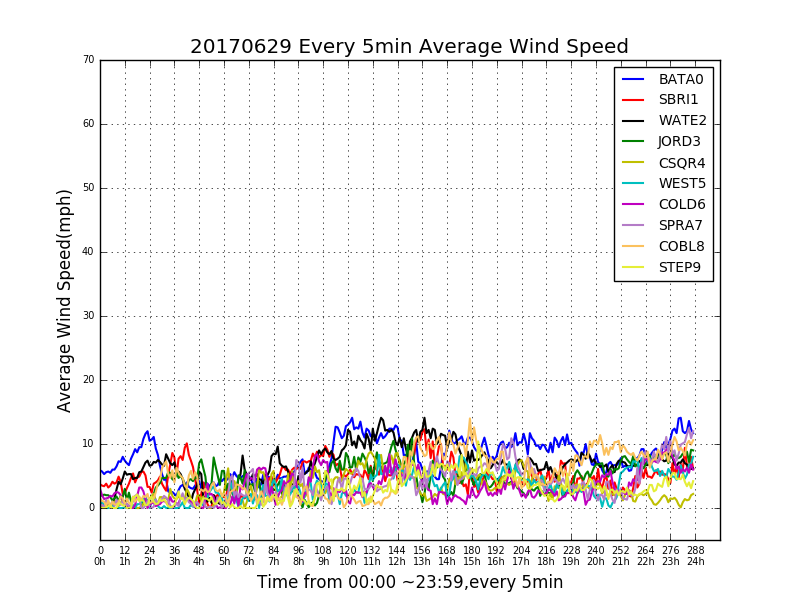 20170629 Every 5min Average Wind Speed
70
60
50
40
30
20
10
0
Average Wind Speed(mph)
BATA0
SBRI1
WATE2
JORD3
CSQR4
WEST5
COLD6
SPRA7
COBL8
STEP9
0 12 24 36 48 60 72 84 96 108 120 132 144 156 168 180 192 204 216 228 240 252 264 276 288
0h 1h 2h 3h 4h 5h 6h 7h 8h 9h 10h 11h 12h 13h 14h 15h 16h 17h 18h 19h 20h 21h 22h 23h 24h
Time from 00:00 ~23:59,every 5min